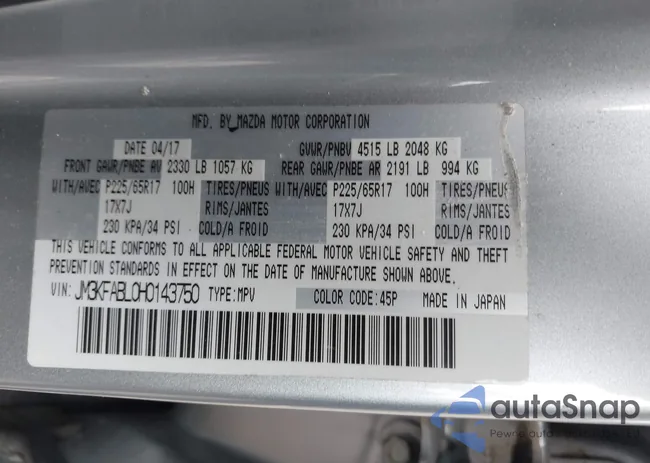 MFD. BY MAZDA MOTOR CORPORATION
DATE 04/17 GVWR/PNBV 4515 LB 2048 KG
FRONT GAWR/PNBE AV 2330 LB 1057 KG REAR GAWR/PNBE AR 2191 LB 994 KG
WITH/AVEC P225/65R17 100H TIRES/PNEUS WITH/AVEC P225/65R17 100H TIRES/PNEUS
17X7J RIMS/JANTES 17X7J RIMS/JANTES
230 KPA/34 PSI COLD/A FROID 230 KPA/34 PSI COLD/A FROID
THIS VEHICLE CONFORMS TO ALL APPLICABLE FEDERAL MOTOR VEHICLE SAFETY AND THEFT
PREVENTION STANDARDS IN EFFECT ON THE DATE OF MANUFACTURE SHOWN ABOVE.
VIN: JM3KFABL0H0143750 TYPE: MPV COLOR CODE: 45P MADE IN JAPAN
autaSnap